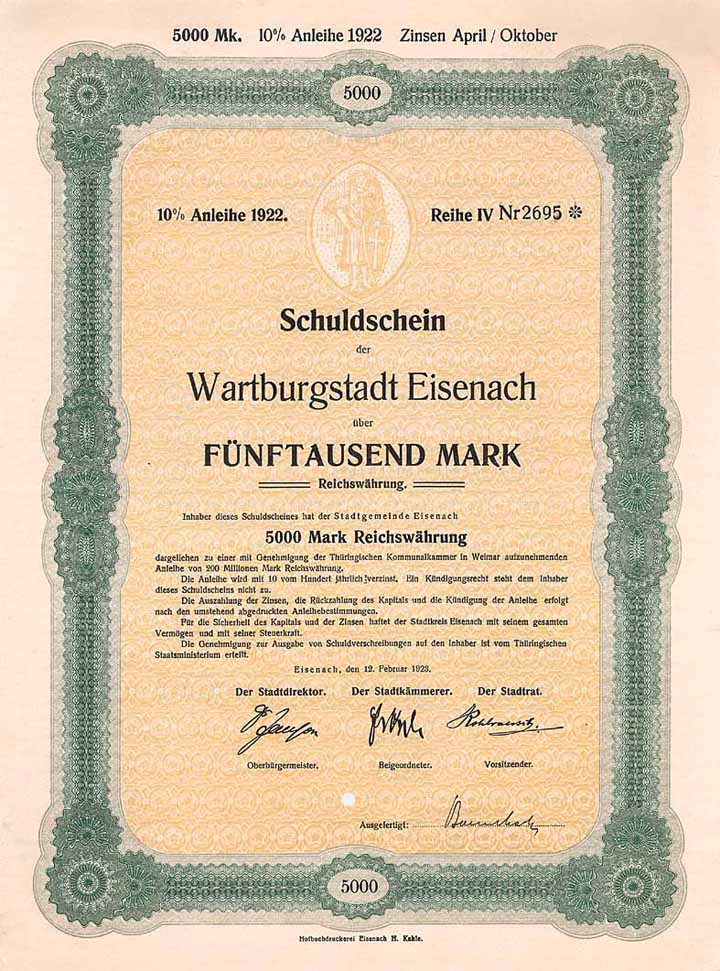 5000 Mk. 10% Anleihe 1922 Zinsen April / Oktober
5000
10% Anleihe 1922. Reihe IV Nr 2695 *
Schuldschein
der
Wartburgstadt Eisenach
über
FÜNFTAUSEND MARK
Reichswährung.
Inhaber dieses Schuldscheines hat der Stadtgemeinde Eisenach
5000 Mark Reichswährung
dargeliehen zu einer mit Genehmigung der Thüringischen Kommunalkammer in Weimar aufzunehmenden
Anleihe von 200 Millionen Mark Reichswährung.
Die Anleihe wird mit 10 vom Hundert jährlich verzinst. Ein Kündigungsrecht steht dem Inhaber
dieses Schuldscheins nicht zu.
Die Auszahlung der Zinsen, die Rückzahlung des Kapitals und die Kündigung der Anleihe erfolgt
nach den umstehend abgedruckten Anleihebestimmungen.
Für die Sicherheit des Kapitals und der Zinsen haftet der Stadtkreis Eisenach mit seinem gesamten
Vermögen und mit seiner Steuerkraft.
Die Genehmigung zur Ausgabe von Schuldverschreibungen auf den Inhaber ist vom Thüringischen
Staatsministerium erteilt.
Eisenach, den 12. Februar 1923.
Der Stadtdirektor. Der Stadtkämmerer. Der Stadtrat.
Oberbürgermeister. Beigeordneter. Vorsitzender.
Ausgefertigt:
5000
Hofbuchdruckerei Eisenach H. Kahle.